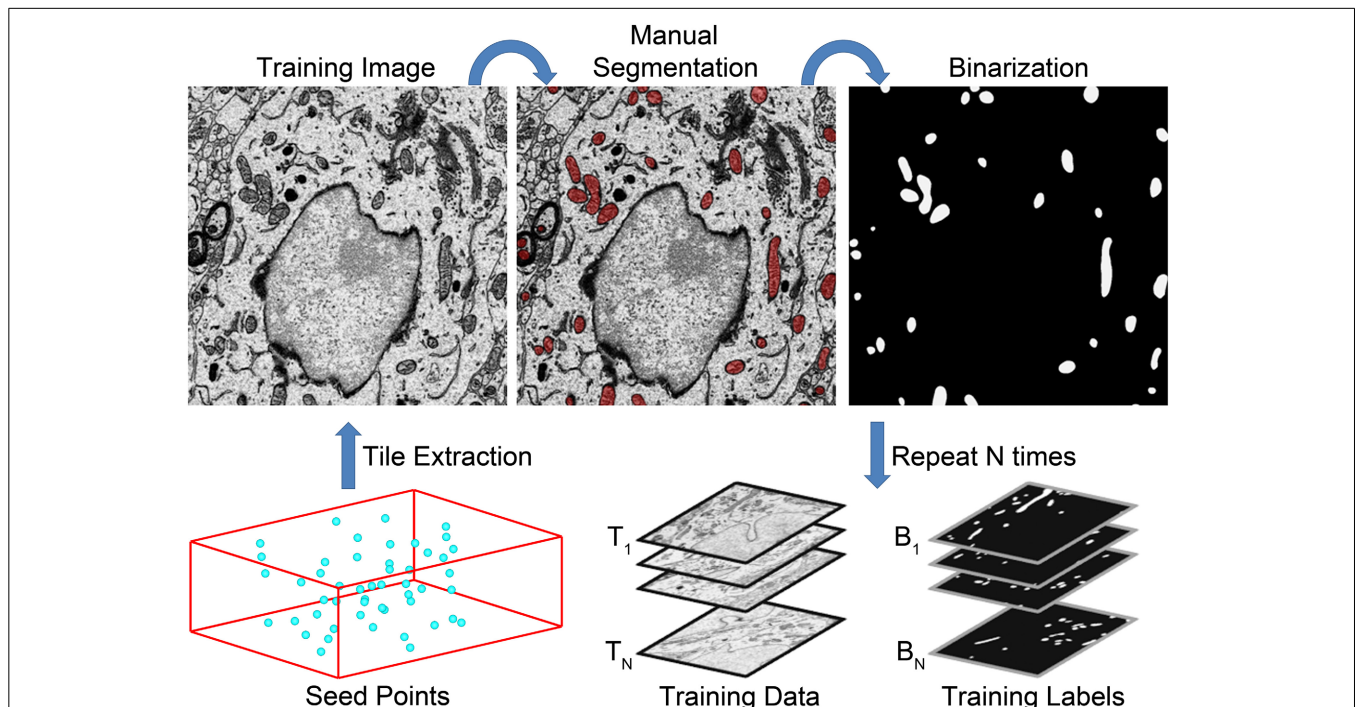 Training Image
Manual
Segmentation
Binarization
Tile Extraction
Repeat N times
T1
TN
B1
BN
Seed Points
Training Data
Training Labels